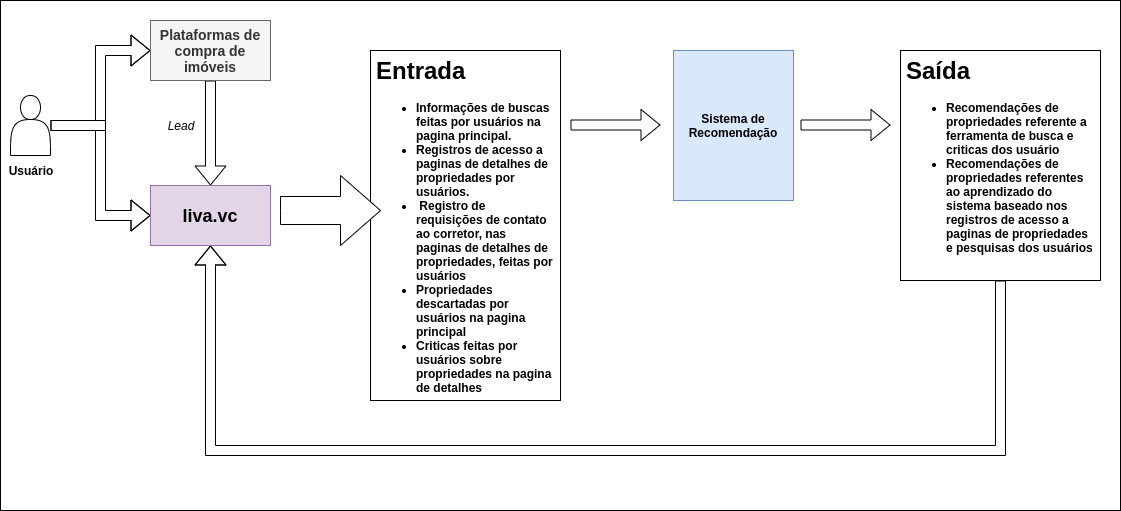 Plataformas de
compra de
imóveis
Lead
Usuário
liva.vc
Entrada
Informações de buscas
feitas por usuários na
pagina principal.
Registros de acesso a
paginas de detalhes de
propriedades por
usuários.
Registro de
requisições de contato
ao corretor, nas
paginas de detalhes de
propriedades, feitas por
usuários
Propriedades
descartadas por
usuários na pagina
principal
Criticas feitas por
usuários sobre
propriedades na pagina
de detalhes
Sistema de
Recomendação
Saída
Recomendações de
propriedades referente a
ferramenta de busca e
criticas dos usuário
Recomendações de
propriedades referentes
ao aprendizado do
sistema baseado nos
registros de acesso a
paginas de propriedades
e pesquisas dos usuários